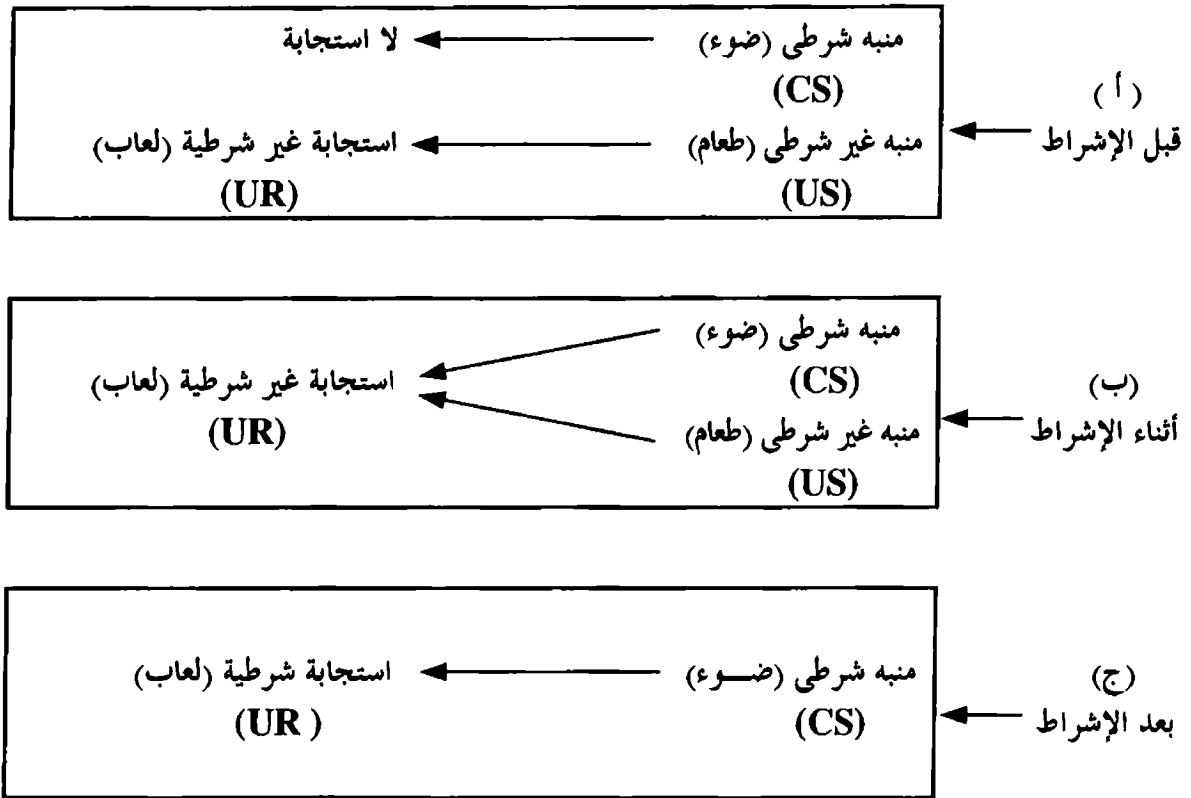 ( أ )
قبل الإشراط
منبه شرطى (ضوء)
(CS)
لا استجابة
منبه غير شرطى (طعام)
(US)
استجابة غير شرطية (لعاب)
(UR)
(ب)
أثناء الإشراط
منبه شرطى (ضوء)
(CS)
منبه غير شرطى (طعام)
(US)
استجابة غير شرطية (لعاب)
(UR)
(ج)
بعد الإشراط
منبه شرطى (ضـــوء)
(CS)
استجابة شرطية (لعاب)
(UR )